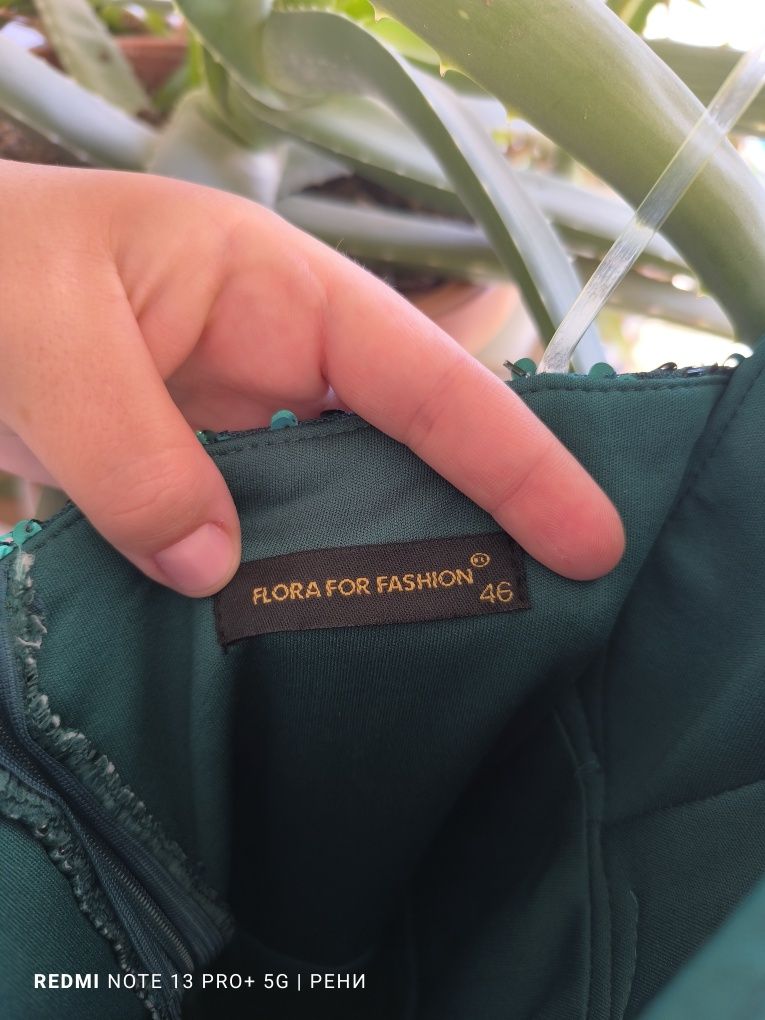 FLORA FOR FASHION
46
REDMI NOTE 13 PRO+ 5G | РЕНИ